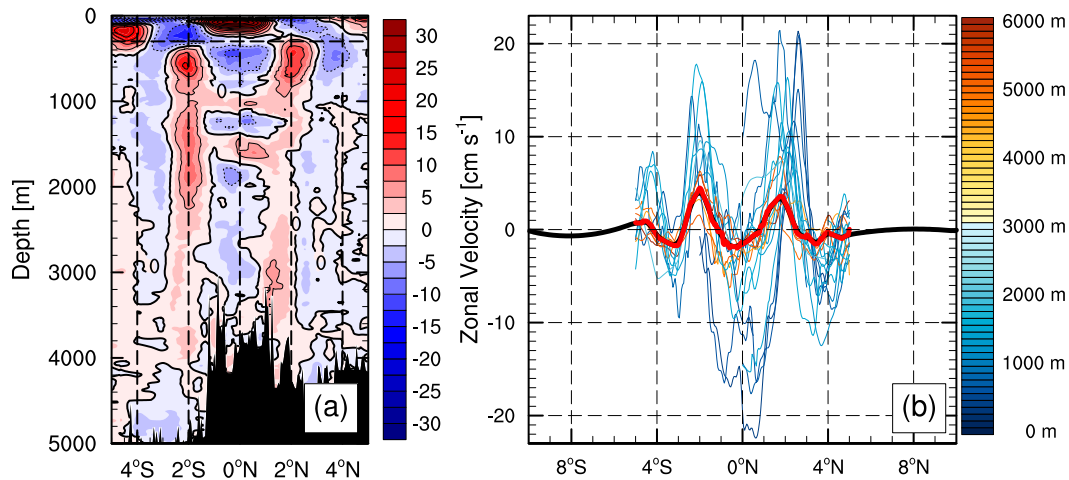 0
1000
2000
3000
4000
5000
Depth [m]
4°S 2°S 0°N 2°N 4°N
(a)
30
25
20
15
10
5
2
0
-2
-5
-10
-15
-20
-25
-30
Zonal Velocity [cm s⁻¹]
20
10
0
-10
-20
8°S 4°S 0°N 4°N 8°N
(b)
6000 m
5000 m
4000 m
3000 m
2000 m
1000 m
0 m